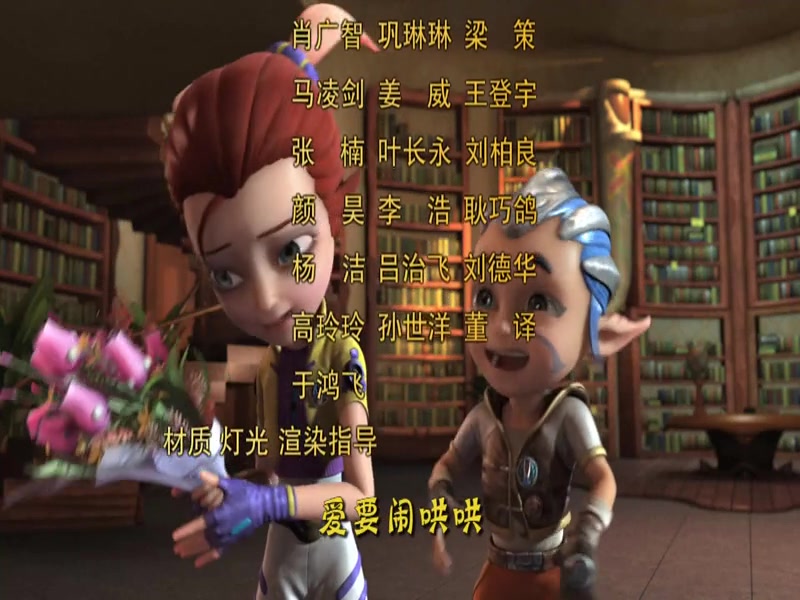 肖广智 巩琳琳 梁 策
马凌剑 姜 威 王登宇
张 楠 叶长永 刘柏良
颜 昊 李 浩 耿巧鸽
杨 洁 吕治飞 刘德华
高玲玲 孙世洋 董 译
于鸿飞
材质 灯光 渲染指导
爱要闹哄哄